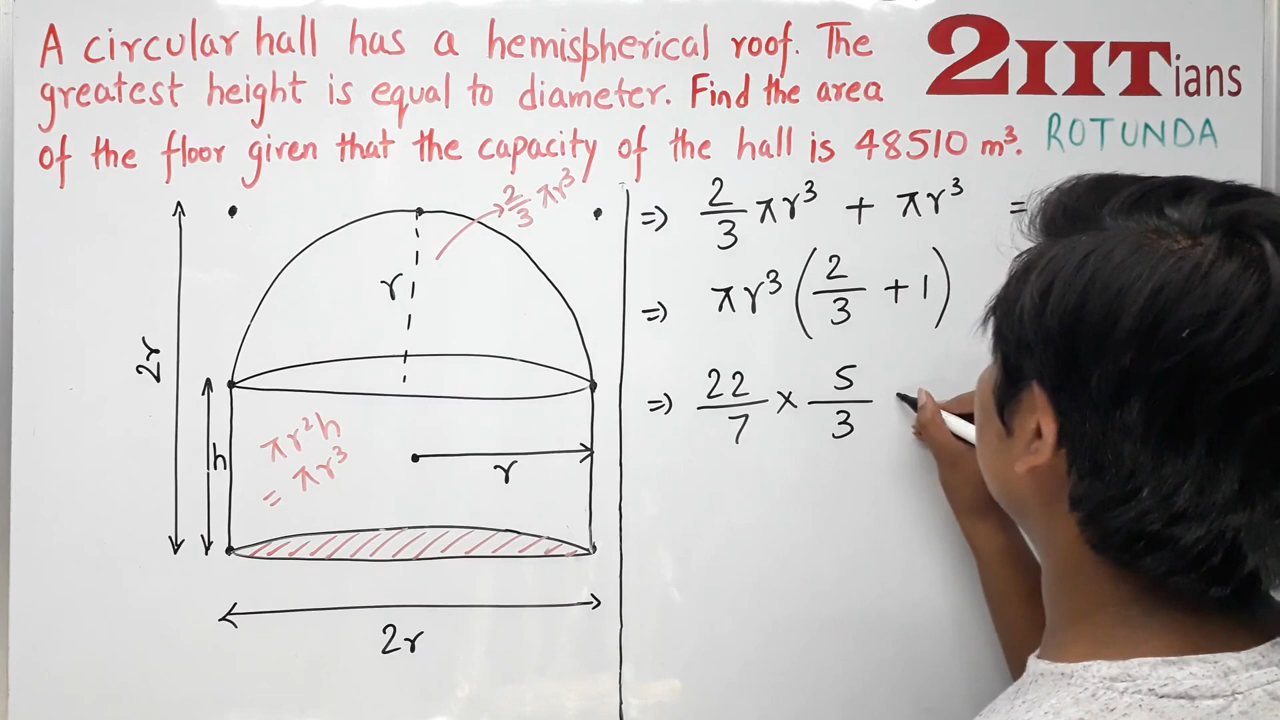 A circular hall has a hemispherical roof. The
greatest height is equal to diameter. Find the area
of the floor given that the capacity of the hall is 48510 m³.
2IITians
ROTUNDA
2/3 πr³
r
2r
h
πr²h
= πr³
r
2r
=> 2/3 πr³ + πr³ =
=> πr³ (2/3 + 1)
=> 22/7 × 5/3